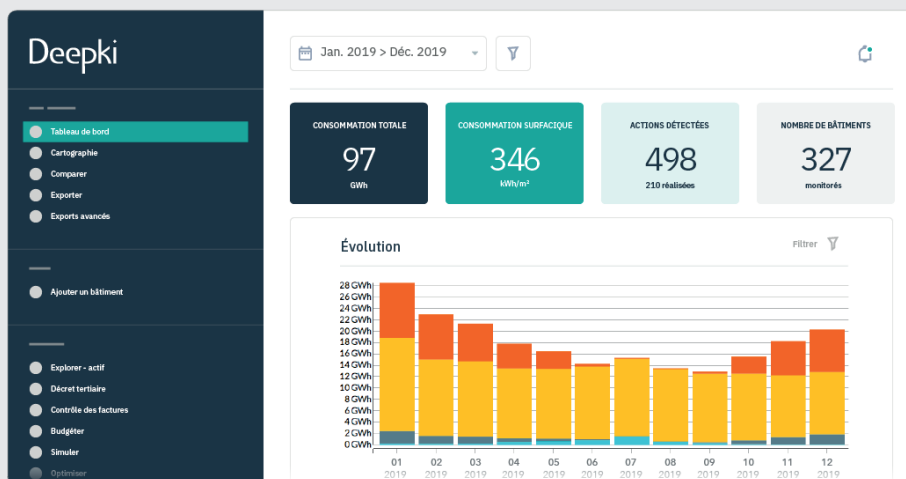 Deepki
Tableau de bord
Cartographie
Comparer
Exporter
Exports avancés
Ajouter un bâtiment
Explorer - actif
Décret tertiaire
Contrôle des factures
Budgéter
Simuler
Optimiser
Jan. 2019 > Déc. 2019
CONSOMMATION TOTALE
97
GWh
CONSOMMATION SURFACIQUE
346
kWh/m²
ACTIONS DÉTECTÉES
498
210 réalisées
NOMBRE DE BÂTIMENTS
327
monitorés
Évolution
Filtrer
28 GWh
26 GWh
24 GWh
22 GWh
20 GWh
18 GWh
16 GWh
14 GWh
12 GWh
10 GWh
8 GWh
6 GWh
4 GWh
2 GWh
0 GWh
01 02 03 04 05 06 07 08 09 10 11 12
2019 2019 2019 2019 2019 2019 2019 2019 2019 2019 2019 2019